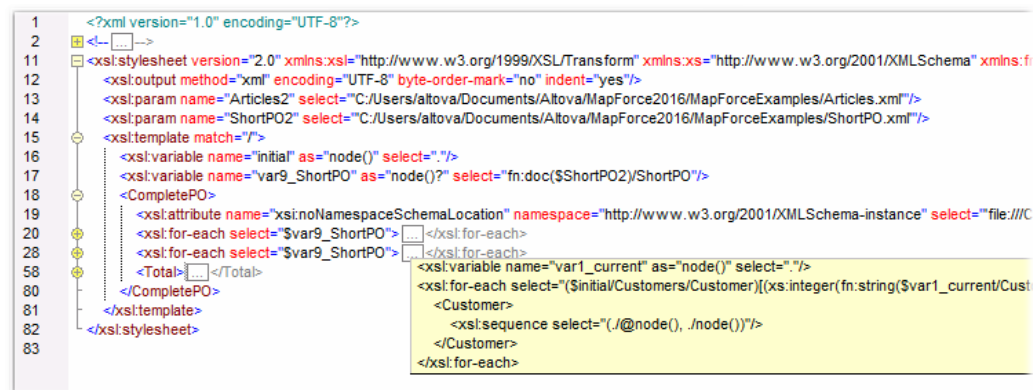 1 <?xml version="1.0" encoding="UTF-8"?>
2 <!-- ... -->
11 <xsl:stylesheet version="2.0" xmlns:xsl="http://www.w3.org/1999/XSL/Transform" xmlns:xs="http://www.w3.org/2001/XMLSchema" xmlns:f
12 <xsl:output method="xml" encoding="UTF-8" byte-order-mark="no" indent="yes"/>
13 <xsl:param name="Articles2" select="'C:/Users/altova/Documents/Altova/MapForce2016/MapForceExamples/Articles.xml'"/>
14 <xsl:param name="ShortPO2" select="'C:/Users/altova/Documents/Altova/MapForce2016/MapForceExamples/ShortPO.xml'"/>
15 <xsl:template match="/">
16 <xsl:variable name="initial" as="node()" select="."/>
17 <xsl:variable name="var9_ShortPO" as="node()?" select="fn:doc($ShortPO2)/ShortPO"/>
18 <CompletePO>
19 <xsl:attribute name="xsi:noNamespaceSchemaLocation" namespace="http://www.w3.org/2001/XMLSchema-instance" select="'file:///C
20 <xsl:for-each select="$var9_ShortPO"> ... </xsl:for-each>
28 <xsl:for-each select="$var9_ShortPO"> ... </xsl:for-each>
58 <Total> ... </Total>
80 </CompletePO>
81 </xsl:template>
82 </xsl:stylesheet>
83
<xsl:variable name="var1_current" as="node()" select="."/>
<xsl:for-each select="($initial/Customers/Customer)[(xs:integer(fn:string($var1_current/Cust
<Customer>
<xsl:sequence select="(./@node(), ./node())"/>
</Customer>
</xsl:for-each>